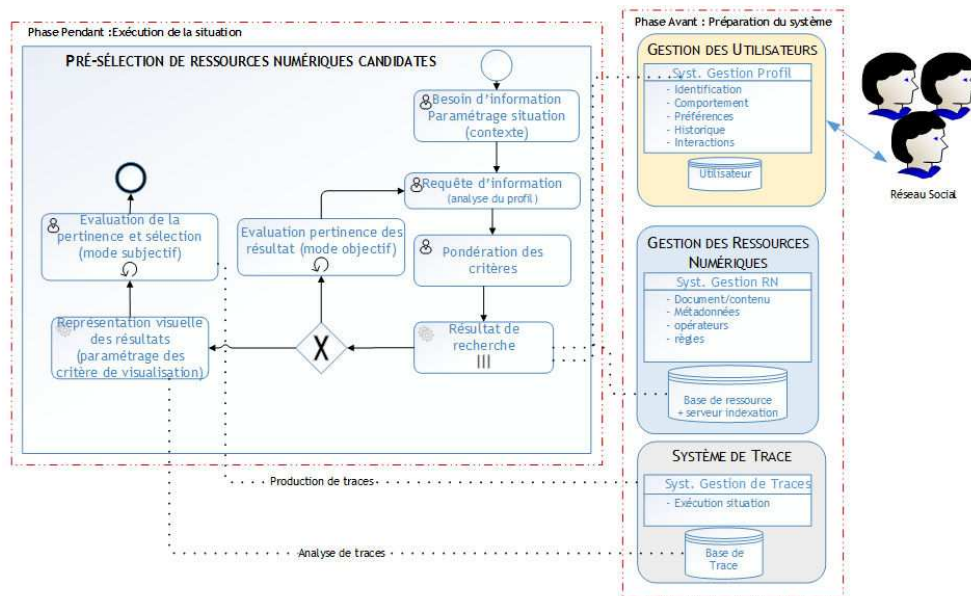 Phase Pendant :Exécution de la situation
PRÉ-SÉLECTION DE RESSOURCES NUMÉRIQUES CANDIDATES
Besoin d'information
Paramétrage situation
(contexte)
Requête d'information
(analyse du profil)
Evaluation de la
pertinence et sélection
(mode subjectif)
Evaluation pertinence des
résultat (mode objectif)
Pondération des
critères
Représentation visuelle
des résultats
(paramétrage des
critère de visualisation)
X
Résultat de
recherche
Production de traces
Analyse de traces
Phase Avant : Préparation du système
GESTION DES UTILISATEURS
Syst. Gestion Profil
- Identification
- Comportement
- Préférences
- Historique
- Interactions
Utilisateur
Réseau Social
GESTION DES RESSOURCES
NUMÉRIQUES
Syst. Gestion RN
- Document/contenu
- Métadonnées
- opérateurs
- règles
Base de ressource
+ serveur indexation
SYSTÈME DE TRACE
Syst. Gestion de Traces
- Exécution situation
Base de
Trace